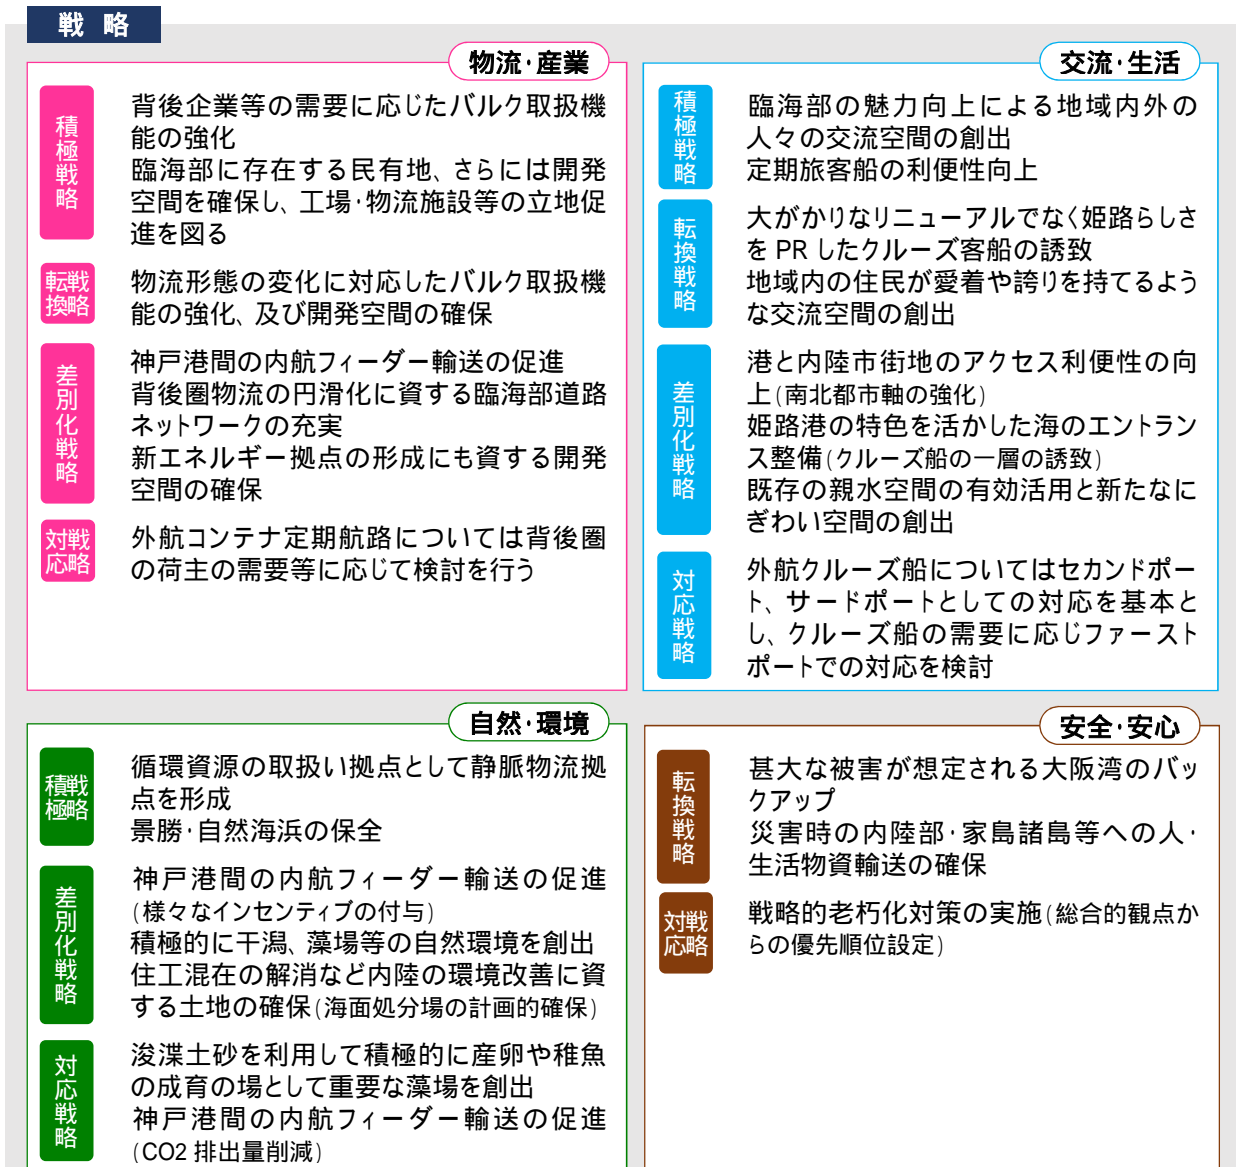 戦 略
物流・産業
積極戦略
背後企業等の需要に応じたバルク取扱機
能の強化
臨海部に存在する民有地、さらには開発
空間を確保し、工場・物流施設等の立地促
進を図る
転換戦略
物流形態の変化に対応したバルク取扱機
能の強化、及び開発空間の確保
差別化戦略
神戸港間の内航フィーダー輸送の促進
背後圏物流の円滑化に資する臨海部道路
ネットワークの充実
新エネルギー拠点の形成にも資する開発
空間の確保
対応戦略
外航コンテナ定期航路については背後圏
の荷主の需要等に応じて検討を行う
交流・生活
積極戦略
臨海部の魅力向上による地域内外の
人々の交流空間の創出
定期旅客船の利便性向上
転換戦略
大がかりなリニューアルでなく姫路らしさ
を PR したクルーズ客船の誘致
地域内の住民が愛着や誇りを持てるよう
な交流空間の創出
差別化戦略
港と内陸市街地のアクセス利便性の向
上(南北都市軸の強化)
姫路港の特色を活かした海のエントラン
ス整備(クルーズ船の一層の誘致)
既存の親水空間の有効活用と新たなに
ぎわい空間の創出
対応戦略
外航クルーズ船についてはセカンドポー
ト、サードポートとしての対応を基本と
し、クルーズ船の需要に応じファースト
ポートでの対応を検討
自然・環境
積極戦略
循環資源の取扱い拠点として静脈物流拠
点を形成
景勝・自然海浜の保全
差別化戦略
神戸港間の内航フィーダー輸送の促進
(様々なインセンティブの付与)
積極的に干潟、藻場等の自然環境を創出
住工混在の解消など内陸の環境改善に資
する土地の確保(海面処分場の計画的確保)
対応戦略
浚渫土砂を利用して積極的に産卵や稚魚
の成育の場として重要な藻場を創出
神戸港間の内航フィーダー輸送の促進
(CO2 排出量削減)
安全・安心
転換戦略
甚大な被害が想定される大阪湾のバッ
クアップ
災害時の内陸部・家島諸島等への人・
生活物資輸送の確保
対応戦略
戦略的老朽化対策の実施(総合的観点か
らの優先順位設定)